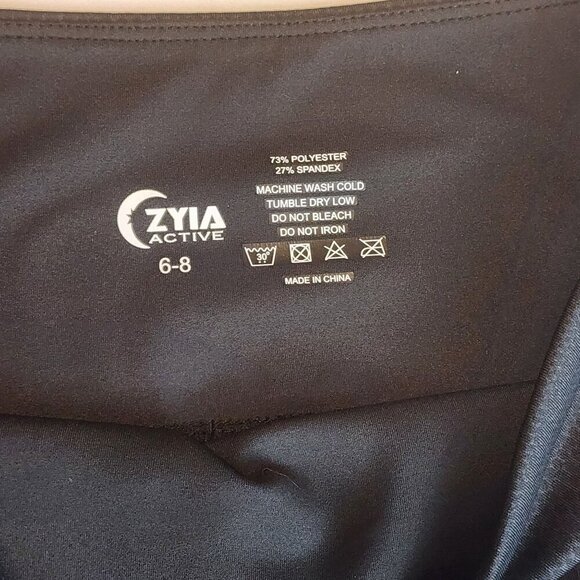 ZYIA
ACTIVE
6-8
73% POLYESTER
27% SPANDEX
MACHINE WASH COLD
TUMBLE DRY LOW
DO NOT BLEACH
DO NOT IRON
30°
MADE IN CHINA